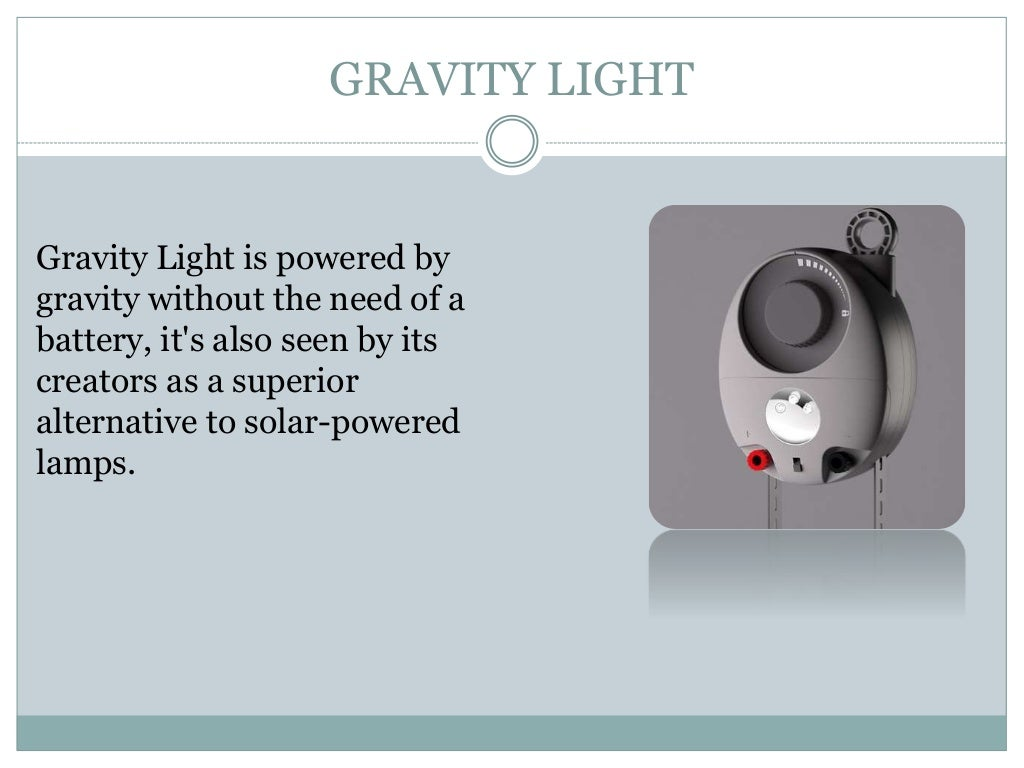 GRAVITY LIGHT
Gravity Light is powered by
gravity without the need of a
battery, it's also seen by its
creators as a superior
alternative to solar-powered
lamps.